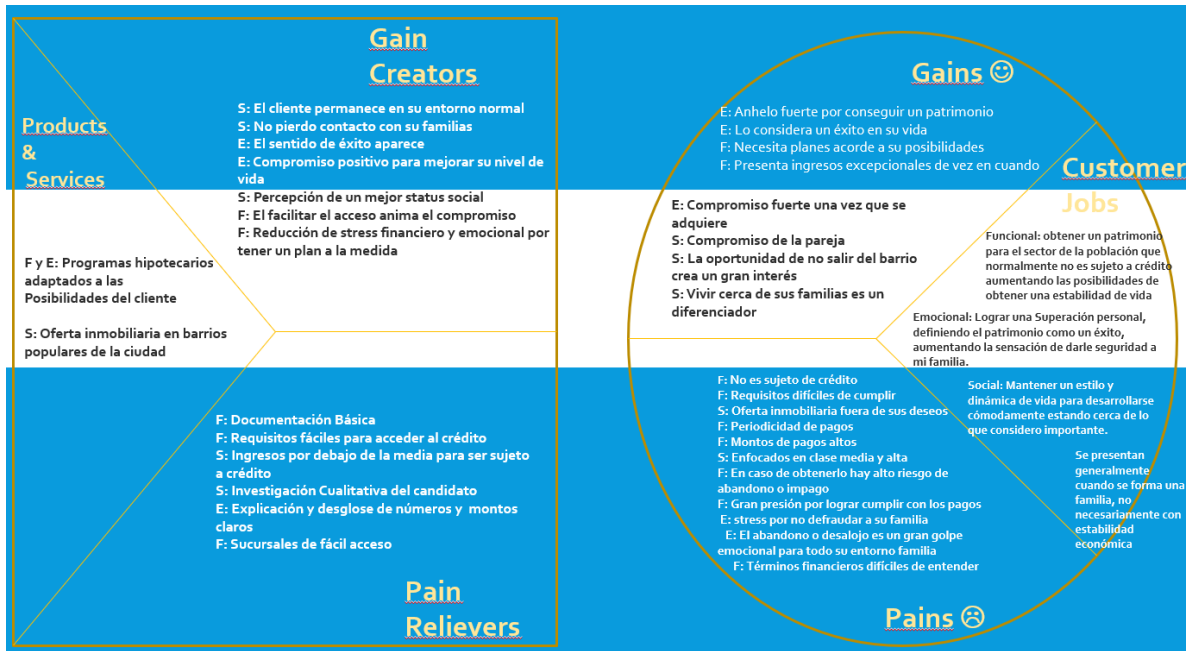 Gain
Creators
S: El cliente permanece en su entorno normal
S: No pierdo contacto con su familias
E: El sentido de éxito aparece
E: Compromiso positivo para mejorar su nivel de
vida
S: Percepción de un mejor status social
F: El facilitar el acceso anima el compromiso
F: Reducción de stress financiero y emocional por
tener un plan a la medida
Products
&
Services
F y E: Programas hipotecarios
adaptados a las
Posibilidades del cliente
S: Oferta inmobiliaria en barrios
populares de la ciudad
F: Documentación Básica
F: Requisitos fáciles para acceder al crédito
S: Ingresos por debajo de la media para ser sujeto
a crédito
S: Investigación Cualitativa del candidato
E: Explicación y desglose de números y montos
claros
F: Sucursales de fácil acceso
Pain
Relievers
Gains ☺
E: Anhelo fuerte por conseguir un patrimonio
E: Lo considera un éxito en su vida
F: Necesita planes acorde a su posibilidades
F: Presenta ingresos excepcionales de vez en cuando
E: Compromiso fuerte una vez que se
adquiere
S: Compromiso de la pareja
S: La oportunidad de no salir del barrio
crea un gran interés
S: Vivir cerca de sus familias es un
diferenciador
Customer
Jobs
Funcional: obtener un patrimonio
para el sector de la población que
normalmente no es sujeto a crédito
aumentando las posibilidades de
obtener una estabilidad de vida
Emocional: Lograr una Superación personal,
definiendo el patrimonio como un éxito,
aumentando la sensación de darle seguridad a
mi familia.
Social: Mantener un estilo y
dinámica de vida para desarrollarse
cómodamente estando cerca de lo
que considero importante.
Se presentan
generalmente
cuando se forma una
familia, no
necesariamente con
estabilidad
económica
F: No es sujeto de crédito
F: Requisitos difíciles de cumplir
S: Oferta inmobiliaria fuera de sus deseos
F: Periodicidad de pagos
F: Montos de pagos altos
S: Enfocados en clase media y alta
F: En caso de obtenerlo hay alto riesgo de
abandono o impago
F: Gran presión por lograr cumplir con los pagos
E: stress por no defraudar a su familia
E: El abandono o desalojo es un gran golpe
emocional para todo su entorno familia
F: Términos financieros difíciles de entender
Pains ☹